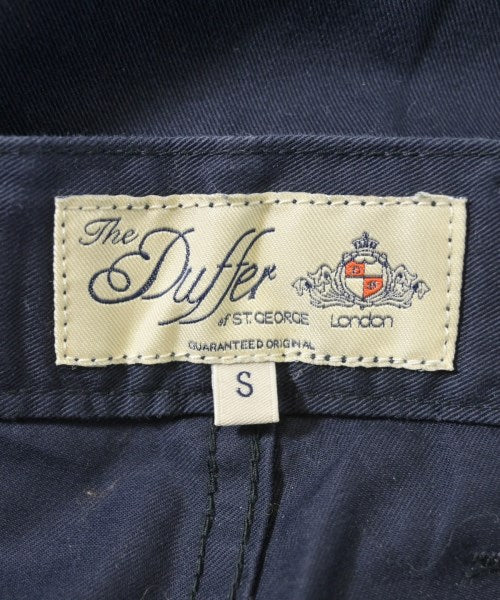 The
Duffer
of ST. GEORGE
London
GUARANTEED ORIGINAL
S